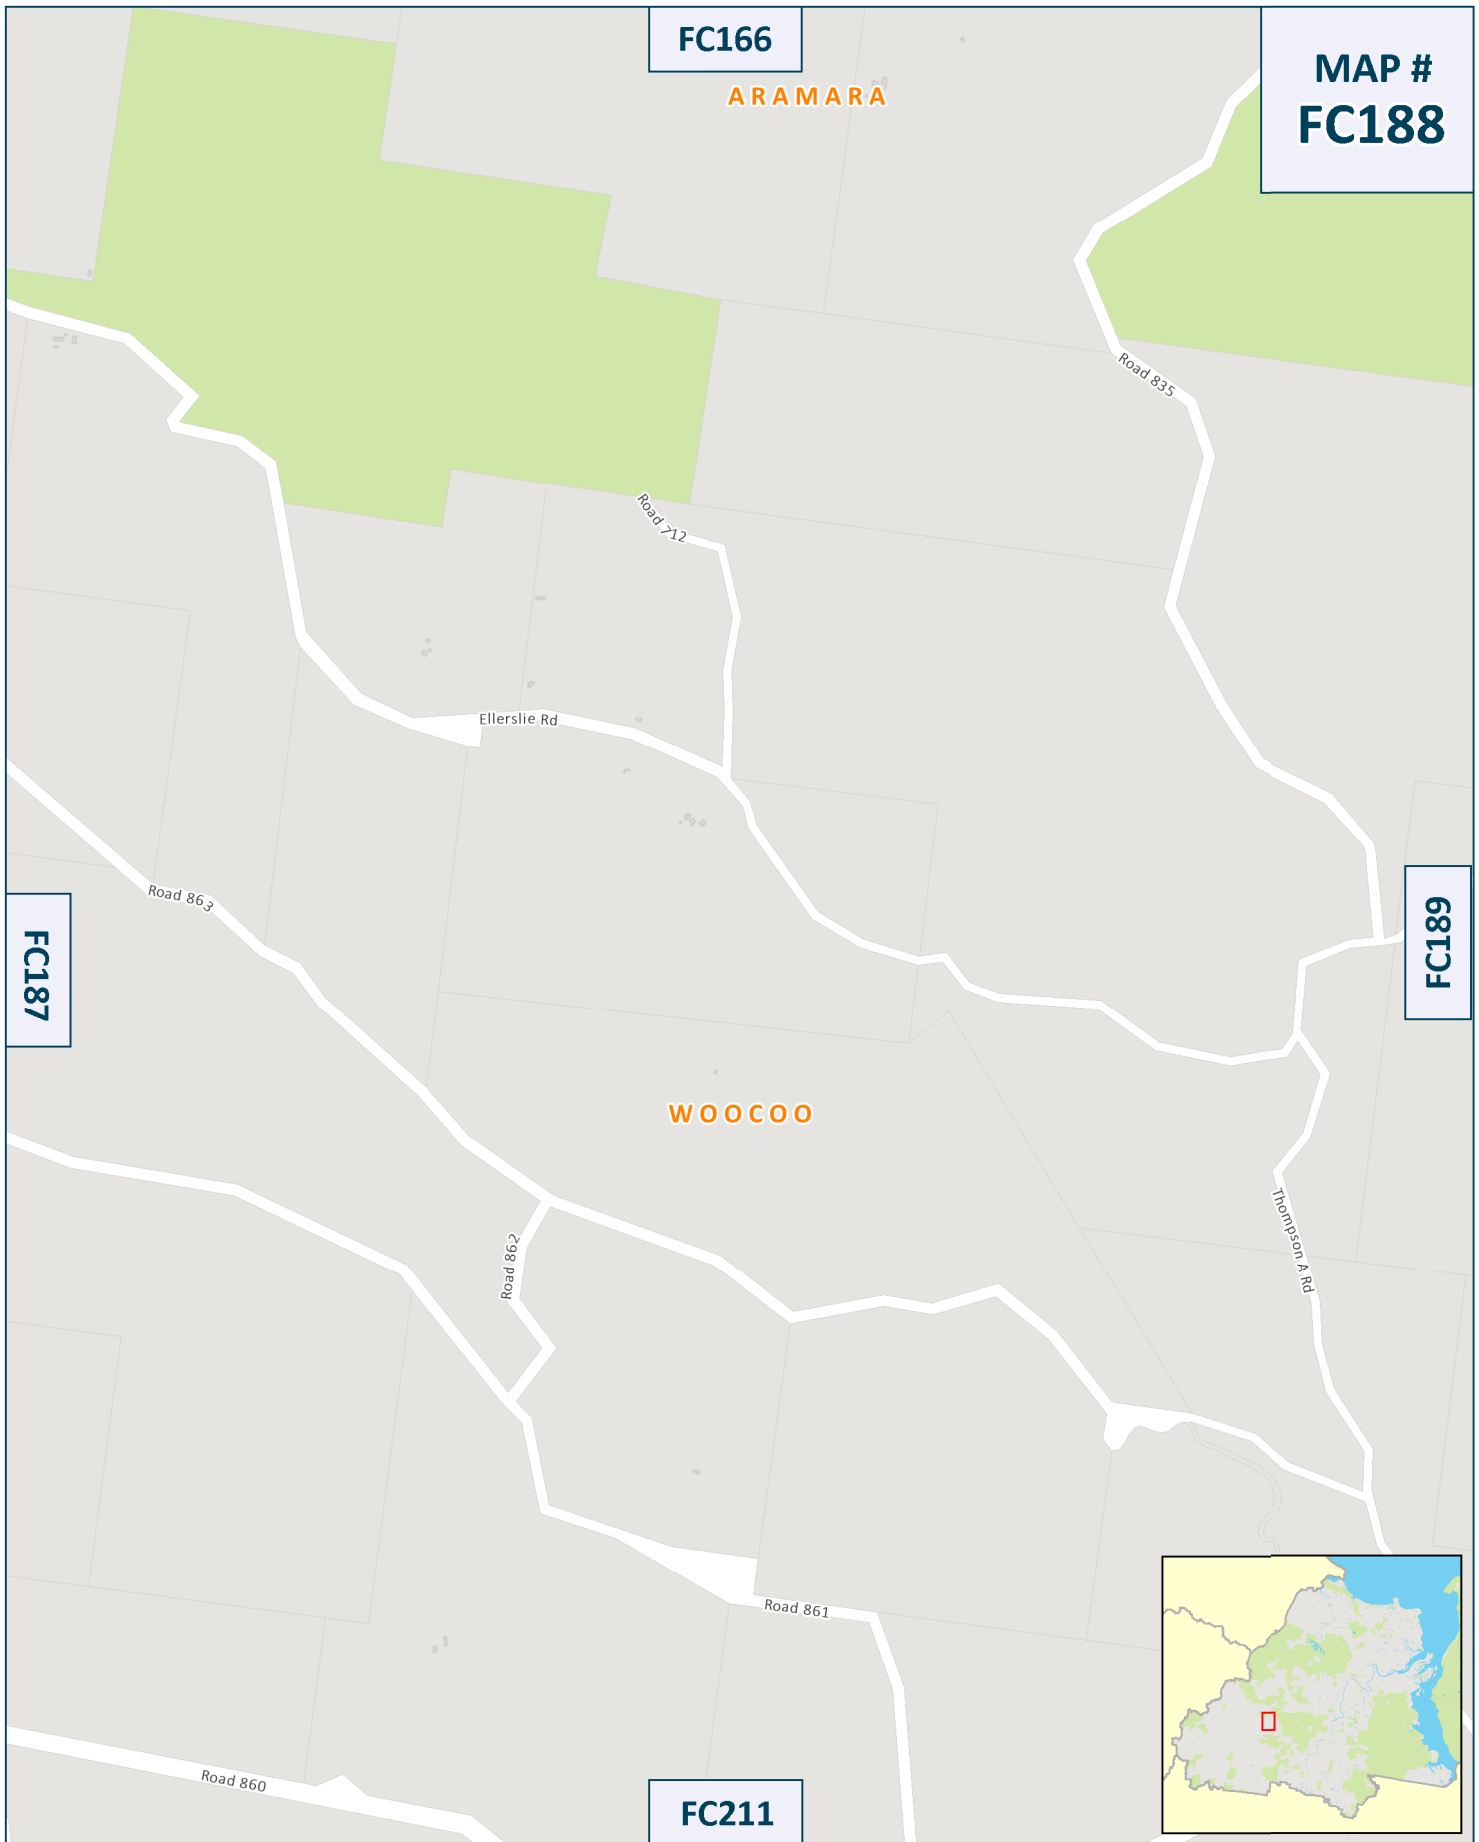 FC166
MAP #
FC188
ARAMARA
Road 835
Road 712
Ellerslie Rd
Road 863
FC187
FC189
WOOCOO
Road 862
Thompson A Rd
Road 861
Road 860
FC211